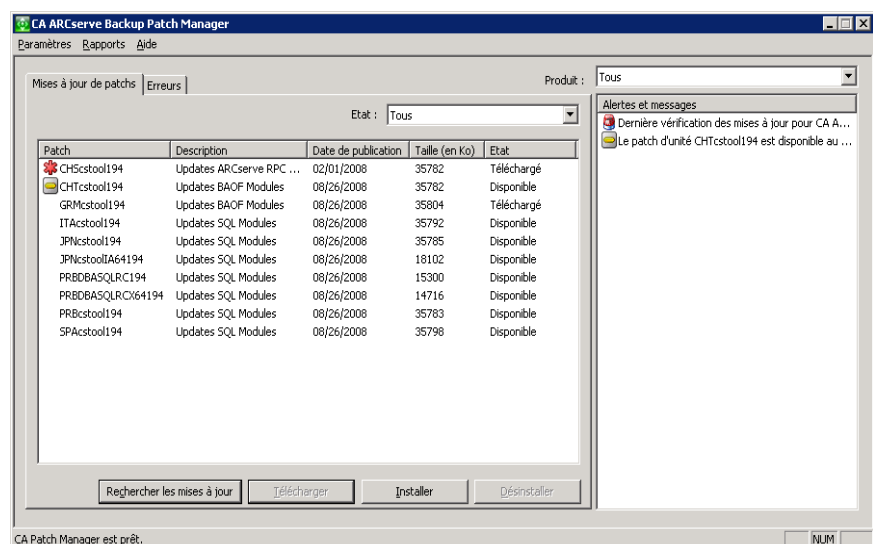 CA ARCserve Backup Patch Manager
Paramètres Rapports Aide
Mises à jour de patchs Erreurs
Produit : Tous
Etat : Tous
Patch Description Date de publication Taille (en Ko) Etat
CHScstool194 Updates ARCserve RPC ... 02/01/2008 35782 Téléchargé
CHTcstool194 Updates BAOF Modules 08/26/2008 35782 Disponible
GRMcstool194 Updates BAOF Modules 08/26/2008 35804 Téléchargé
ITAcstool194 Updates SQL Modules 08/26/2008 35792 Disponible
JPNcstool194 Updates SQL Modules 08/26/2008 35785 Disponible
JPNcstoolIA64194 Updates SQL Modules 08/26/2008 18102 Disponible
PRBDBASQLRC194 Updates SQL Modules 08/26/2008 15300 Disponible
PRBDBASQLRCX64194 Updates SQL Modules 08/26/2008 14716 Disponible
PRBcstool194 Updates SQL Modules 08/26/2008 35783 Disponible
SPAcstool194 Updates SQL Modules 08/26/2008 35798 Disponible
Rechercher les mises à jour Télécharger Installer Désinstaller
Alertes et messages
Dernière vérification des mises à jour pour CA A...
Le patch d'unité CHTcstool194 est disponible au ...
CA Patch Manager est prêt.
NUM